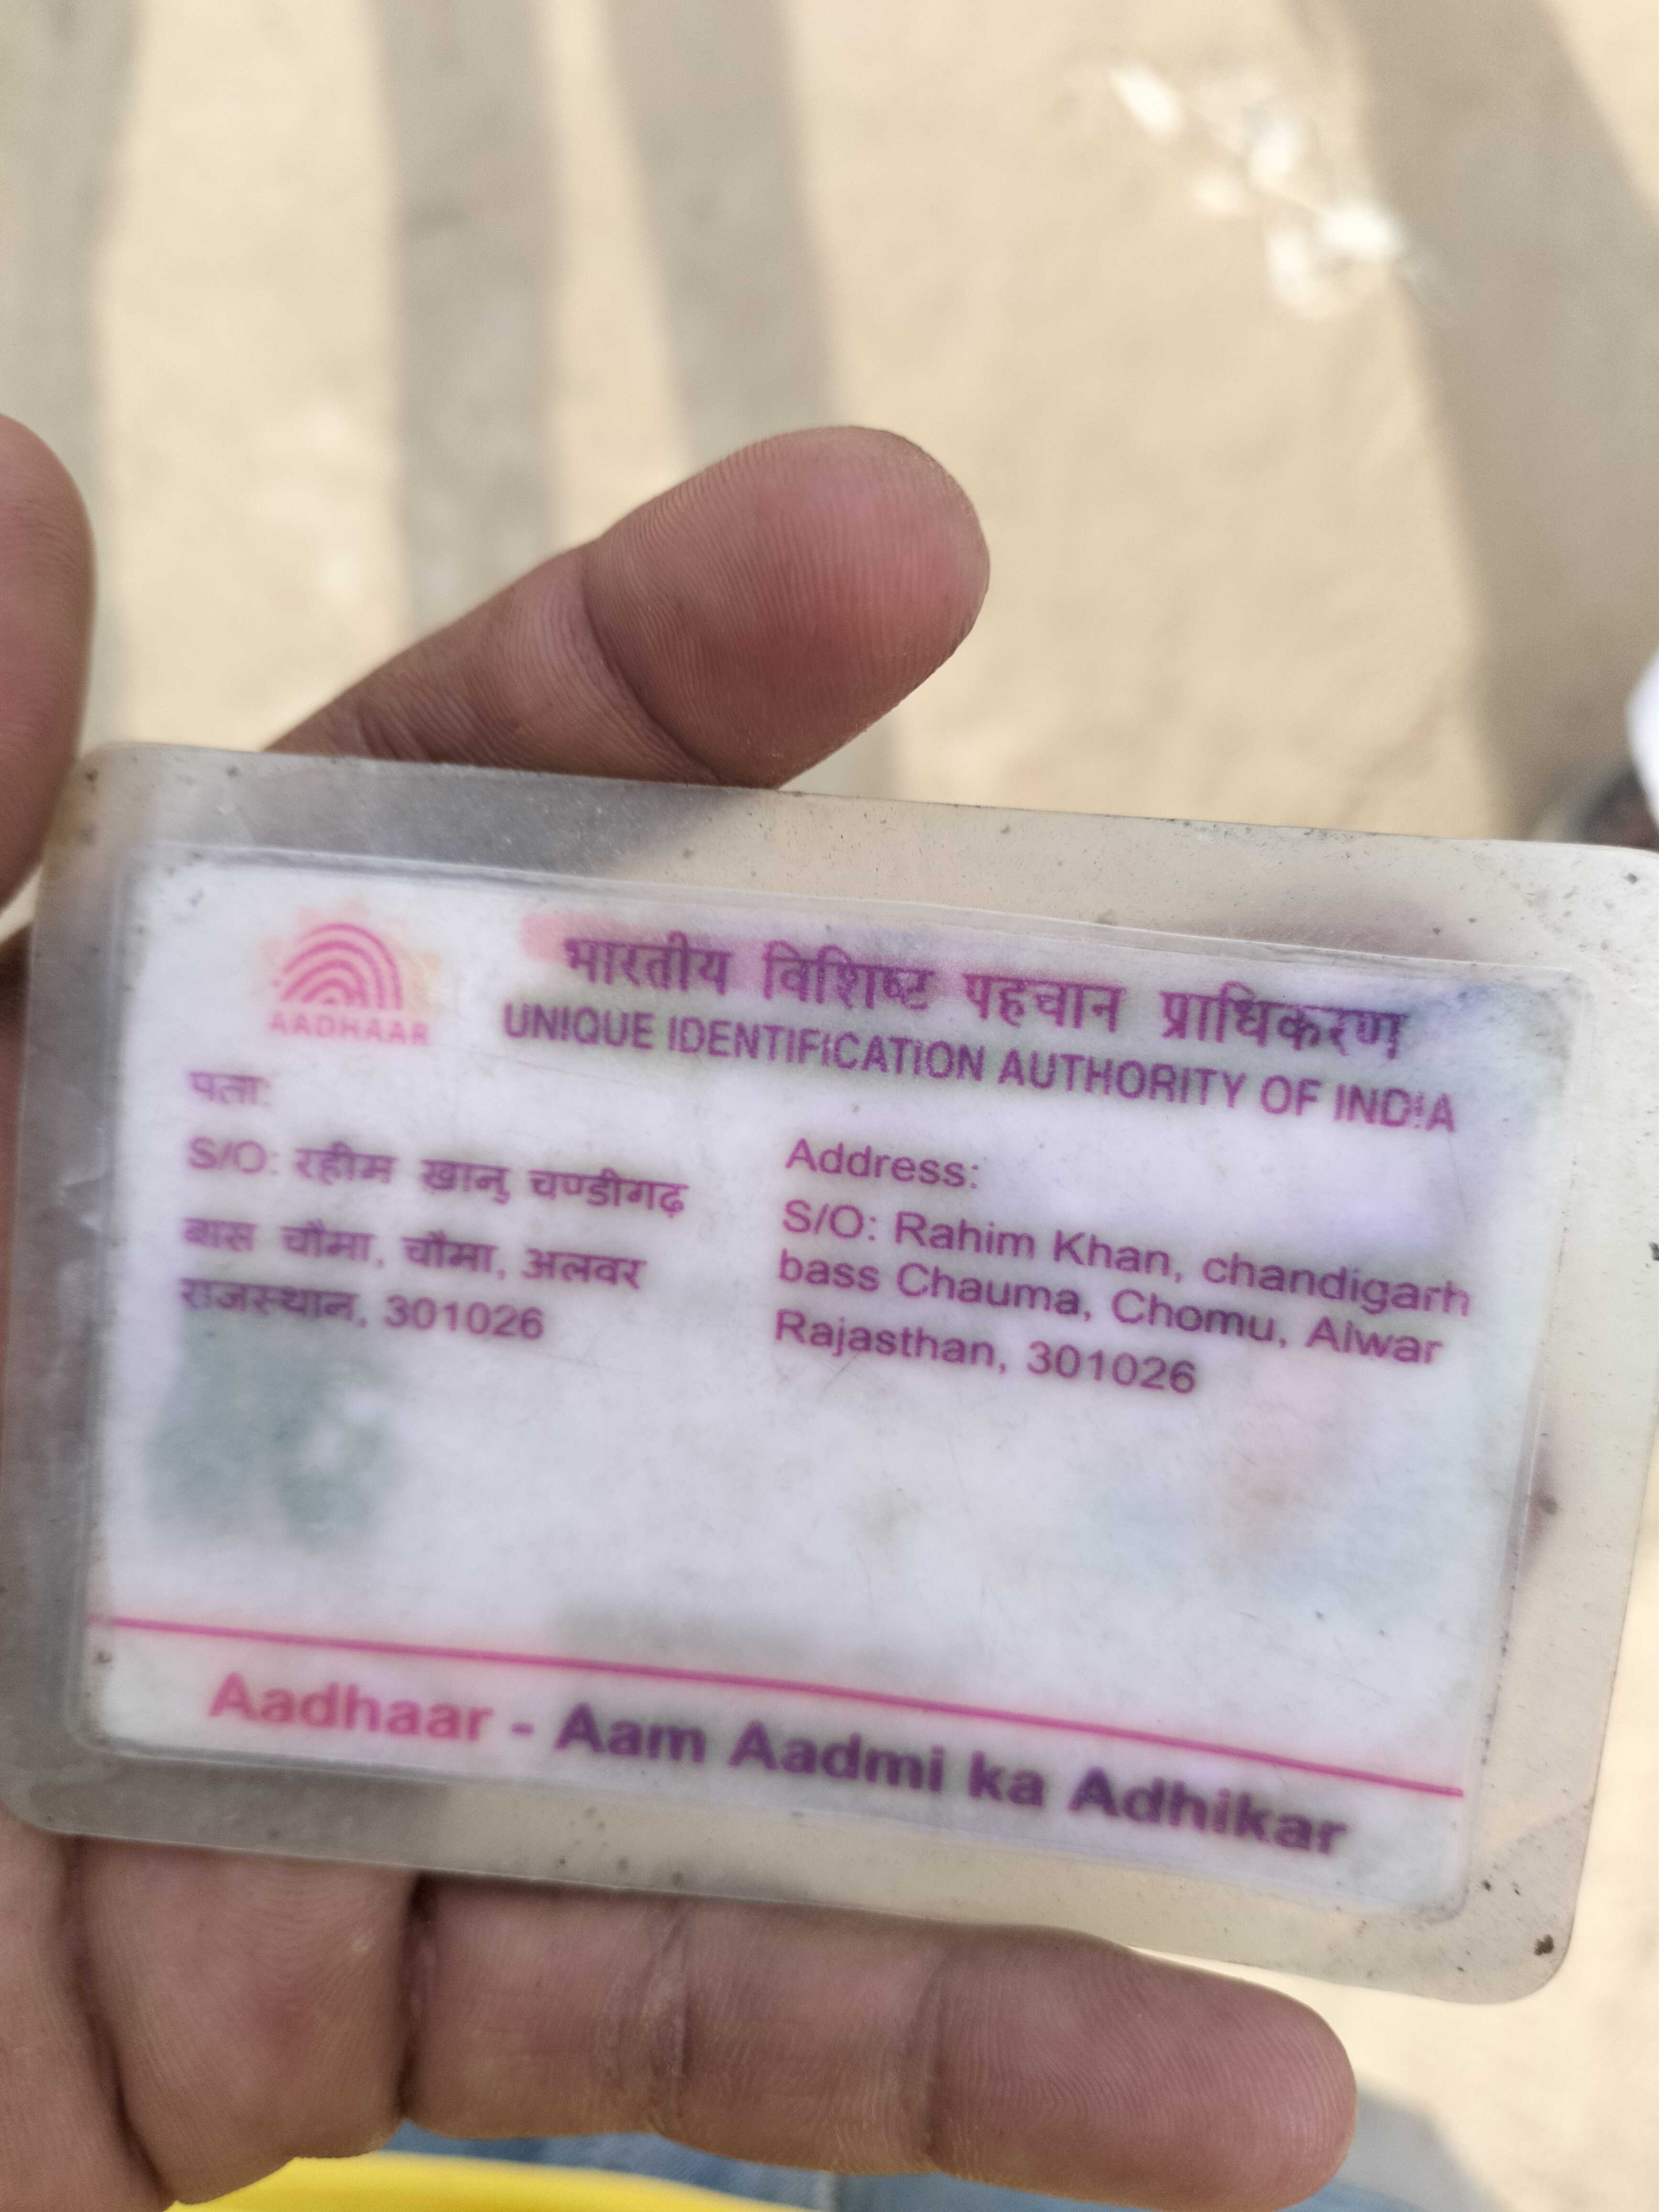 भारतीय विशिष्ट पहचान प्राधिकरण
UNIQUE IDENTIFICATION AUTHORITY OF INDIA
AADHAAR
पता:
S/O: रहीम खान, चण्डीगढ़
बास चौमा, चौमा, अलवर
राजस्थान, 301026
Address:
S/O: Rahim Khan, chandigarh
bass Chauma, Chomu, Alwar
Rajasthan, 301026
Aadhaar - Aam Aadmi ka Adhikar